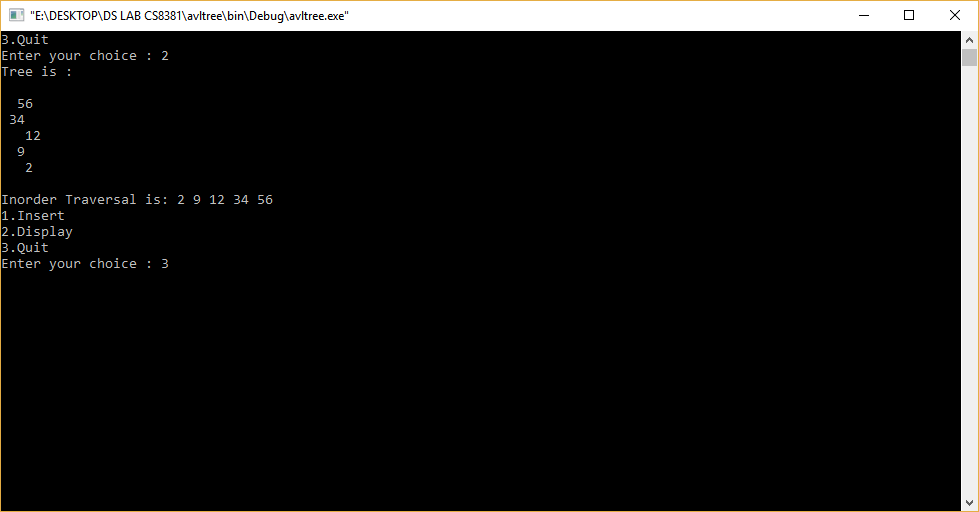 "E:\DESKTOP\DS LAB CS8381\avltree\bin\Debug\avltree.exe"
3.Quit
Enter your choice : 2
Tree is :
  56
 34
   12
  9
   2
Inorder Traversal is: 2 9 12 34 56
1.Insert
2.Display
3.Quit
Enter your choice : 3